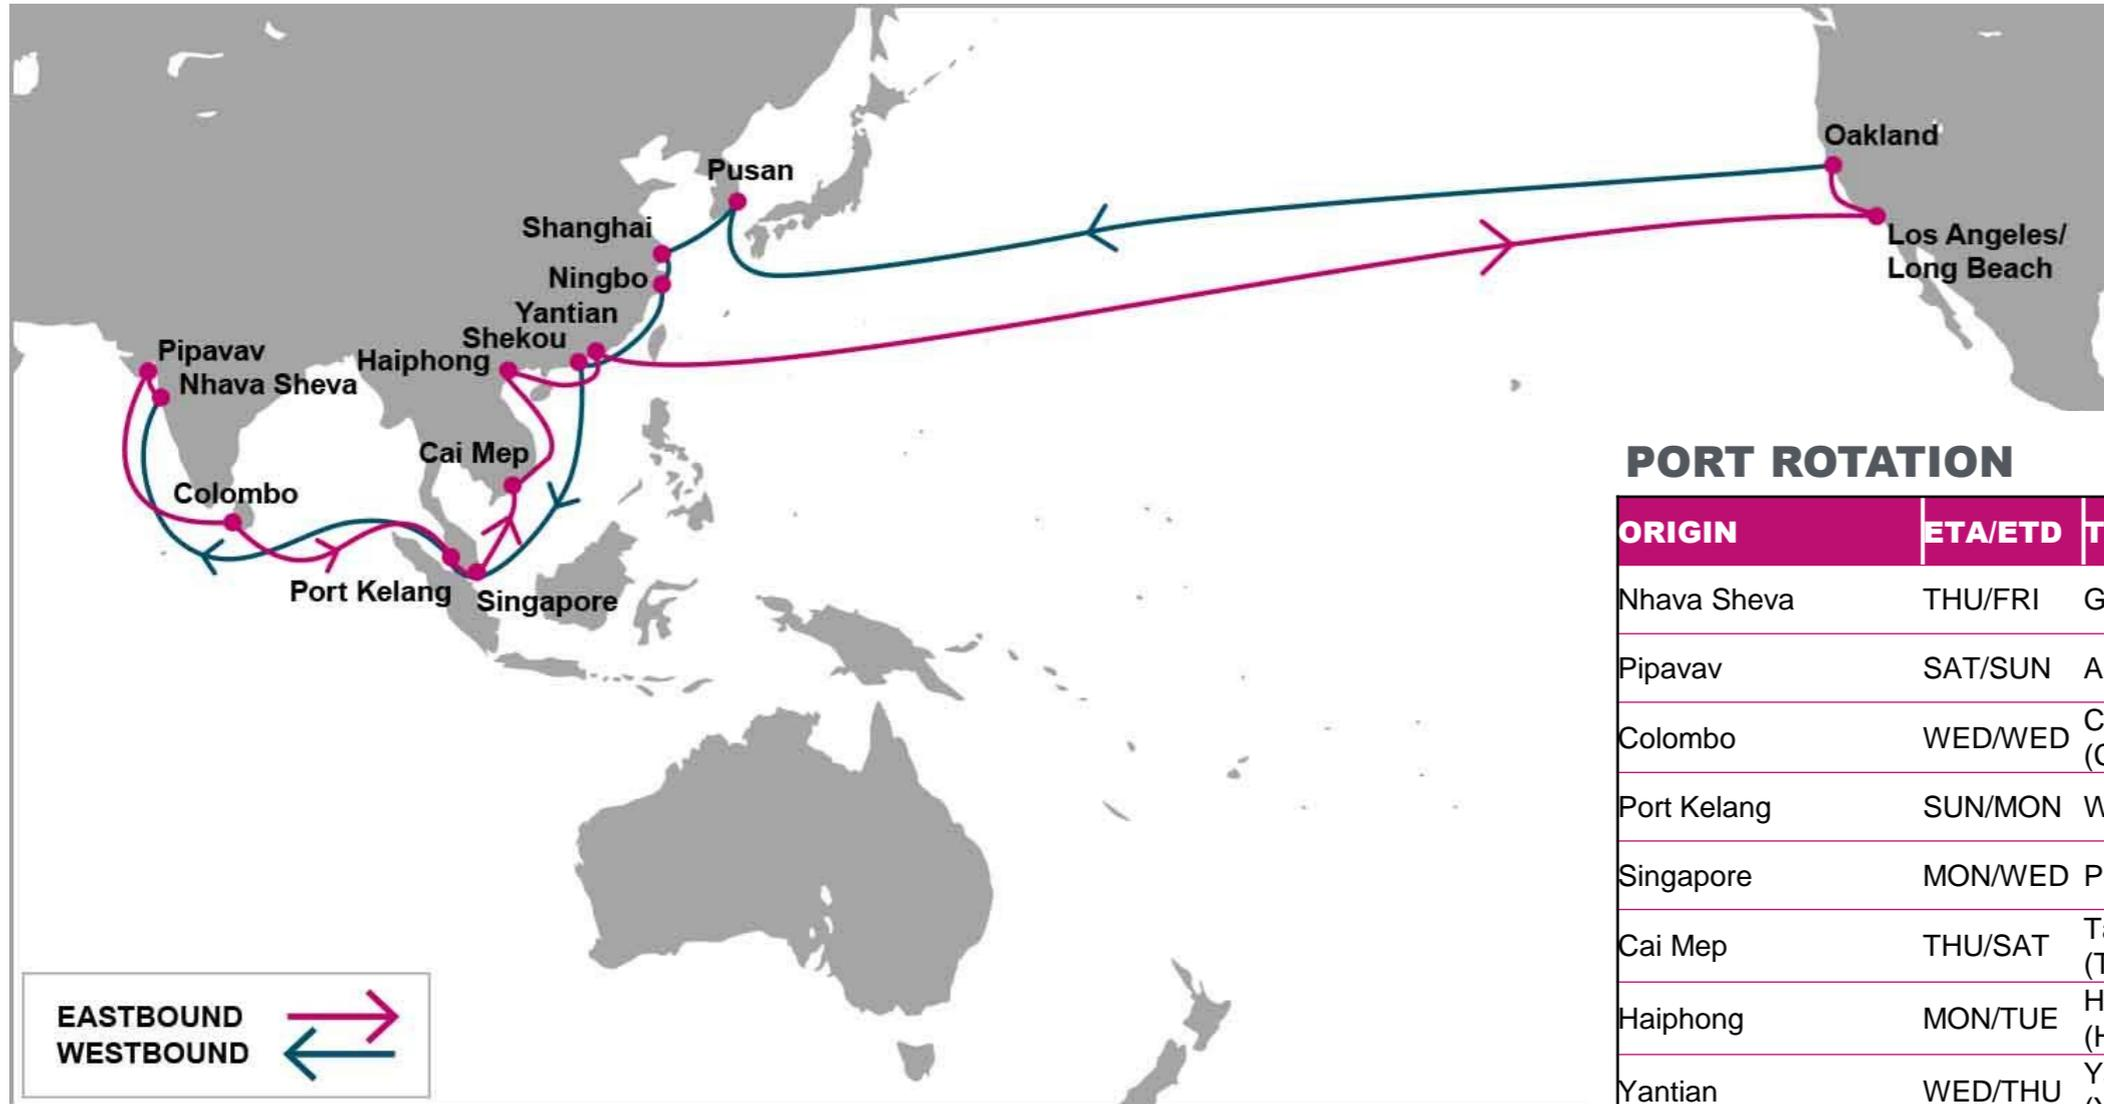 Oakland
Pusan
Shanghai
Los Angeles/
Long Beach
Ningbo
Yantian
Shekou
Pipavav
Haiphong
Nhava Sheva
Cai Mep
Colombo
Port Kelang
Singapore
EASTBOUND
WESTBOUND
PORT ROTATION
ORIGIN ETA/ETD T
Nhava Sheva THU/FRI G
Pipavav SAT/SUN A
Colombo WED/WED C
(C
Port Kelang SUN/MON W
Singapore MON/WED P
Cai Mep THU/SAT Ta
(T
Haiphong MON/TUE H
(H
Yantian WED/THU Y